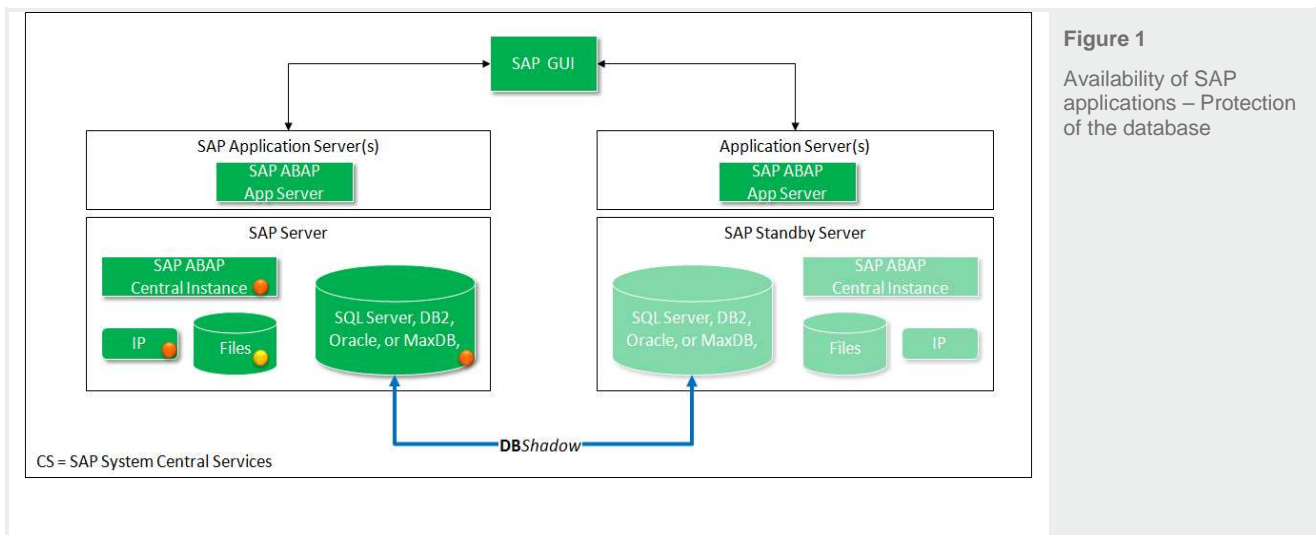 SAP GUI
SAP Application Server(s)
SAP ABAP
App Server
Application Server(s)
SAP ABAP
App Server
SAP Server
SAP ABAP
Central Instance
IP
Files
SQL Server, DB2,
Oracle, or MaxDB,
SAP Standby Server
SQL Server, DB2,
Oracle, or MaxDB,
SAP ABAP
Central Instance
Files
IP
DBShadow
CS = SAP System Central Services
Figure 1
Availability of SAP
applications – Protection
of the database